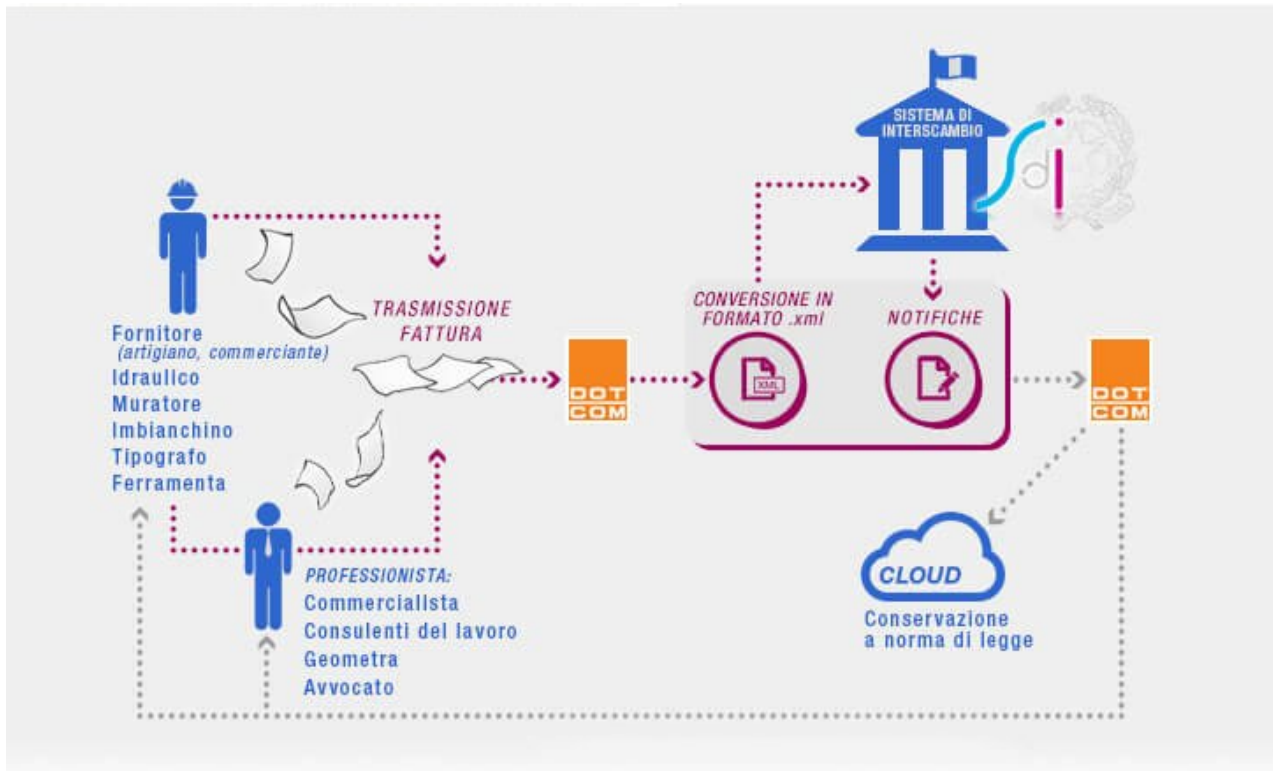 SISTEMA DI
INTERSCAMBIO
Sdi
TRASMISSIONE
FATTURA
Fornitore
(artigiano, commerciante)
Idraulico
Muratore
Imbianchino
Tipografo
Ferramenta
PROFESSIONISTA:
Commercialista
Consulenti del lavoro
Geometra
Avvocato
DOT
COM
CONVERSIONE IN
FORMATO .xml
XML
NOTIFICHE
DOT
COM
CLOUD
Conservazione
a norma di legge